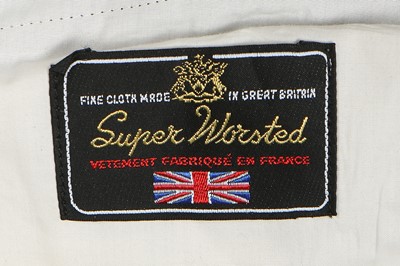 FINE CLOTH MADE IN GREAT BRITAIN
Super Worsted
VETEMENT FABRIQUÉ EN FRANCE